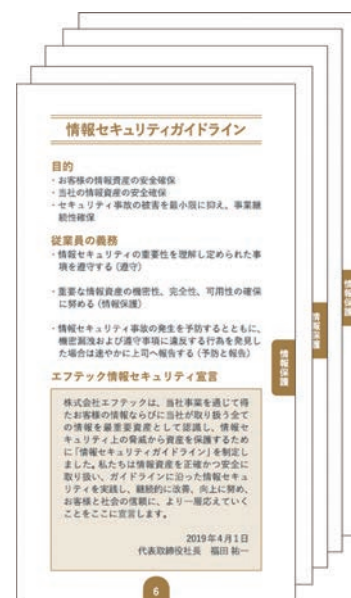 情報セキュリティガイドライン
目的
・お客様の情報資産の安全確保
・当社の情報資産の安全確保
・セキュリティ事故の被害を最小限に抑え、事業継
続性確保
従業員の義務
・情報セキュリティの重要性を理解し定められた事
項を遵守する（遵守）
・重要な情報資産の機密性、完全性、可用性の確保
に努める（情報保護）
・情報セキュリティ事故の発生を予防するとともに、
機密漏洩および遵守事項に違反する行為を発見し
た場合は速やかに上司へ報告する（予防と報告）
エフテック情報セキュリティ宣言
株式会社エフテックは、当社事業を通じて得
たお客様の情報ならびに当社が取り扱う全て
の情報を最重要資産として認識し、情報セ
キュリティ上の脅威から資産を保護するため
に「情報セキュリティガイドライン」を制定し
ました。私たちは情報資産を正確かつ安全に
取り扱い、ガイドラインに沿った情報セキュ
リティを実践し、継続的に改善、向上に努め、
お客様と社会の信頼に、より一層応えていく
ことをここに宣言します。
2019年4月1日
代表取締役社長　福田 祐一
6
情報保護
情報保護
情報保護